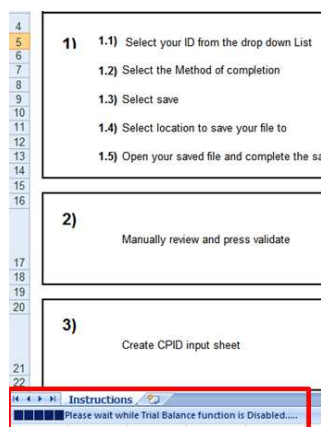 4
5 1) 1.1) Select your ID from the drop down List
6
7 1.2) Select the Method of completion
8
9 1.3) Select save
10
11 1.4) Select location to save your file to
12
13 1.5) Open your saved file and complete the sa
14
15
16
2)
Manually review and press validate
17
18
19
20
3)
Create CPID input sheet
21
22
Instructions
Please wait while Trial Balance function is Disabled.....